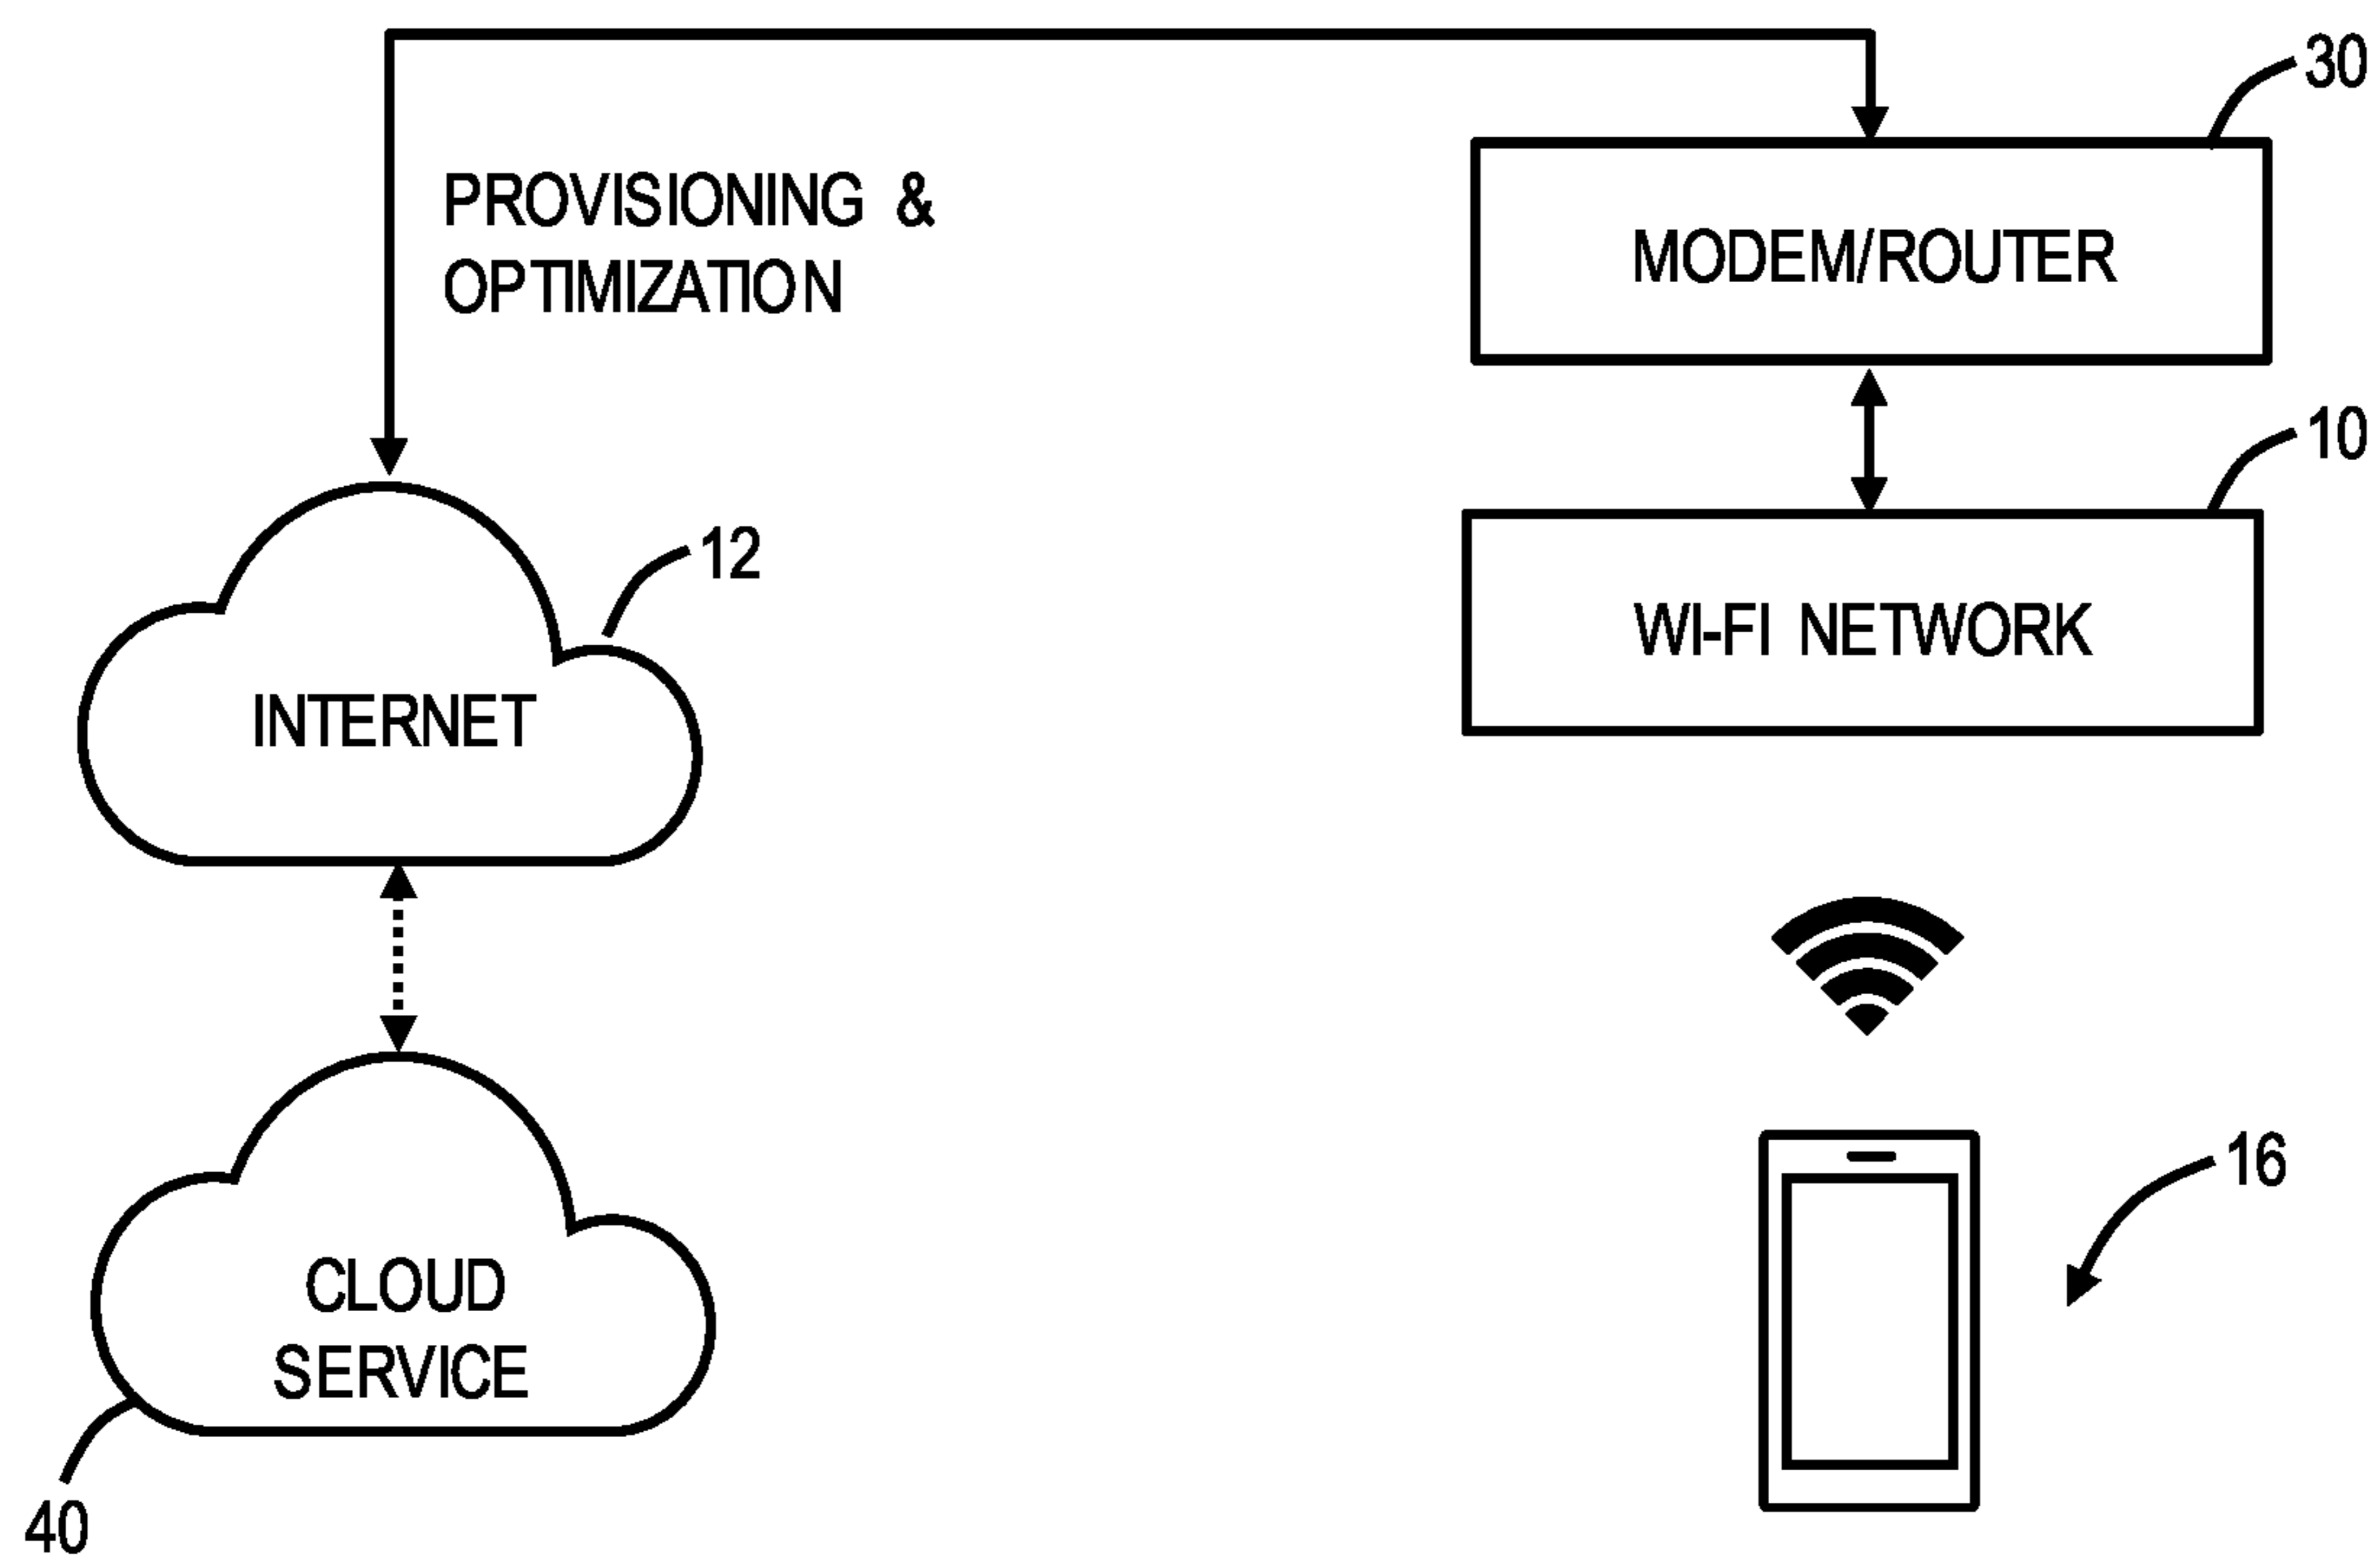 30
PROVISIONING &
OPTIMIZATION
MODEM/ROUTER
10
12
WI-FI NETWORK
INTERNET
16
CLOUD
SERVICE
40